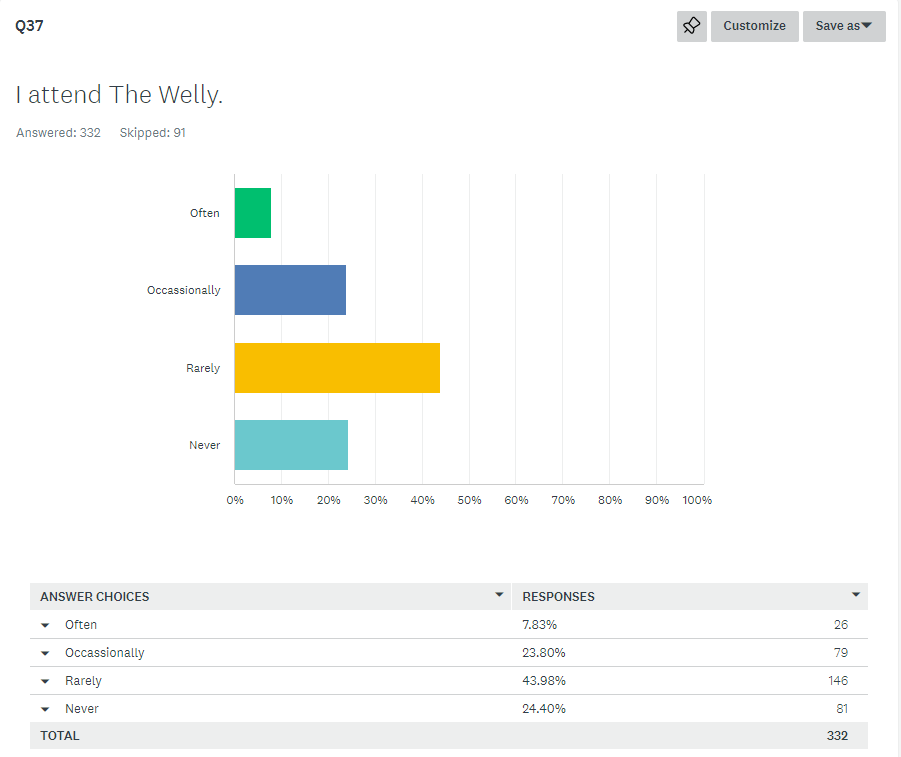 Q37
Customize
Save as
I attend The Welly.
Answered: 332 Skipped: 91
Often
Occassionally
Rarely
Never
0% 10% 20% 30% 40% 50% 60% 70% 80% 90% 100%
ANSWER CHOICES RESPONSES
Often 7.83% 26
Occassionally 23.80% 79
Rarely 43.98% 146
Never 24.40% 81
TOTAL 332